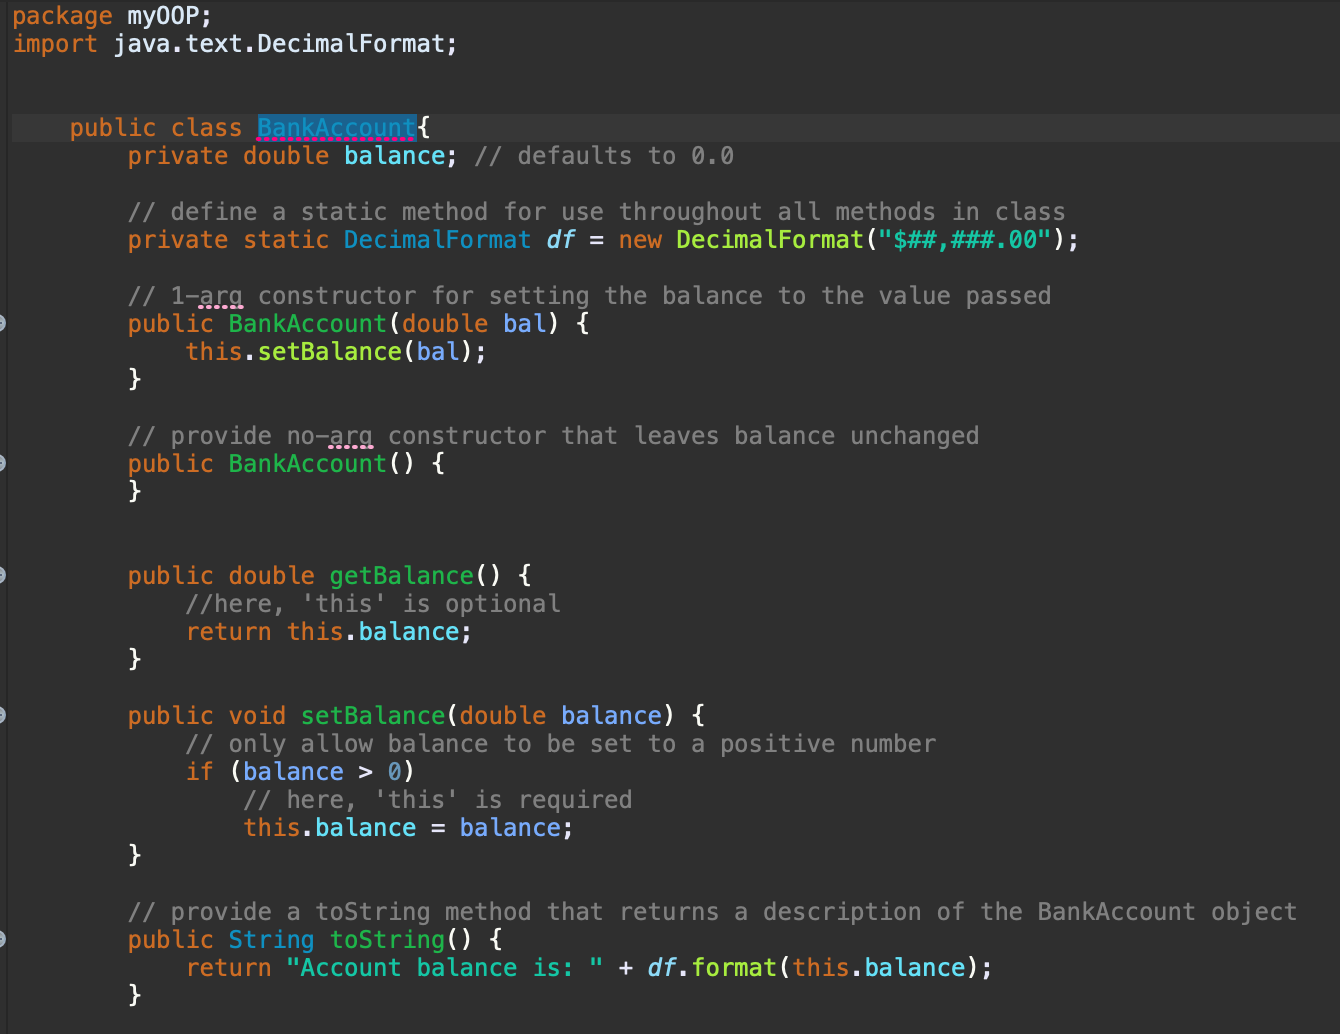 package myOOP;
import java.text.DecimalFormat;
public class BankAccount{
private double balance; // defaults to 0.0
// define a static method for use throughout all methods in class
private static DecimalFormat df = new DecimalFormat("$##,###.00");
// 1-arg constructor for setting the balance to the value passed
public BankAccount(double bal) {
this.setBalance(bal);
}
// provide no-arg constructor that leaves balance unchanged
public BankAccount() {
}
public double getBalance() {
//here, 'this' is optional
return this.balance;
}
public void setBalance(double balance) {
// only allow balance to be set to a positive number
if (balance > 0)
// here, 'this' is required
this.balance = balance;
}
// provide a toString method that returns a description of the BankAccount object
public String toString() {
return "Account balance is: " + df.format(this.balance);
}